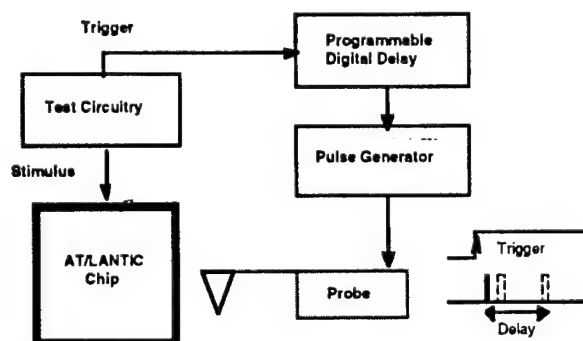 Trigger
Programmable
Digital Delay
Test Circuitry
Pulse Generator
Stimulus
AT/LANTIC
Chip
Probe
Trigger
Delay